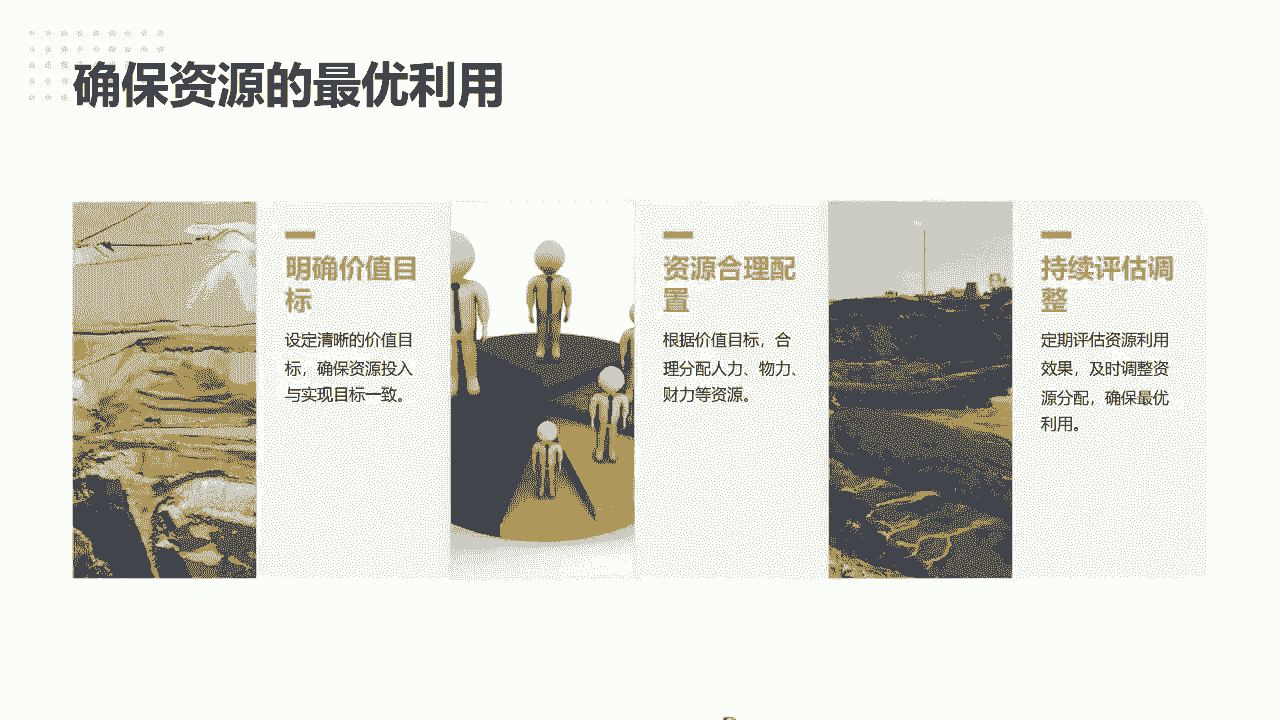 确保资源的最优利用
明确价值目
标
设定清晰的价值目
标，确保资源投入
与实现目标一致。
资源合理配
置
根据价值目标，合
理分配人力、物力、
财力等资源。
持续评估调
整
定期评估资源利用
效果，及时调整资
源分配，确保最优
利用。